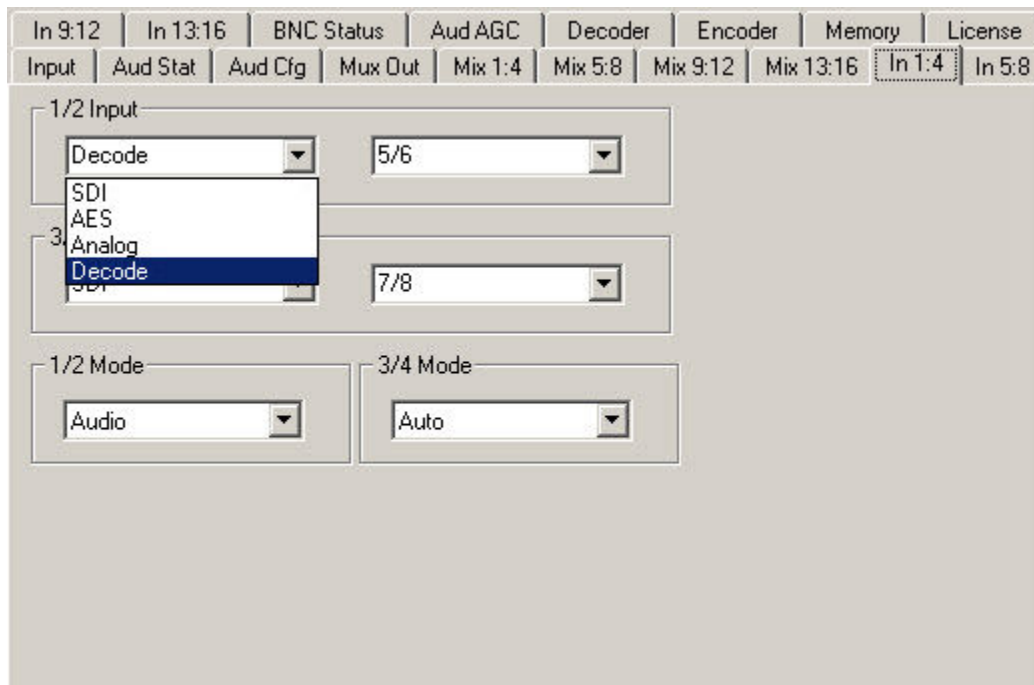 In 9:12 In 13:16 BNC Status Aud AGC Decoder Encoder Memory License
Input Aud Stat Aud Cfg Mux Out Mix 1:4 Mix 5:8 Mix 9:12 Mix 13:16 In 1:4 In 5:8
1/2 Input
Decode 5/6
SDI
AES
Analog
Decode
SDI 7/8
1/2 Mode 3/4 Mode
Audio Auto